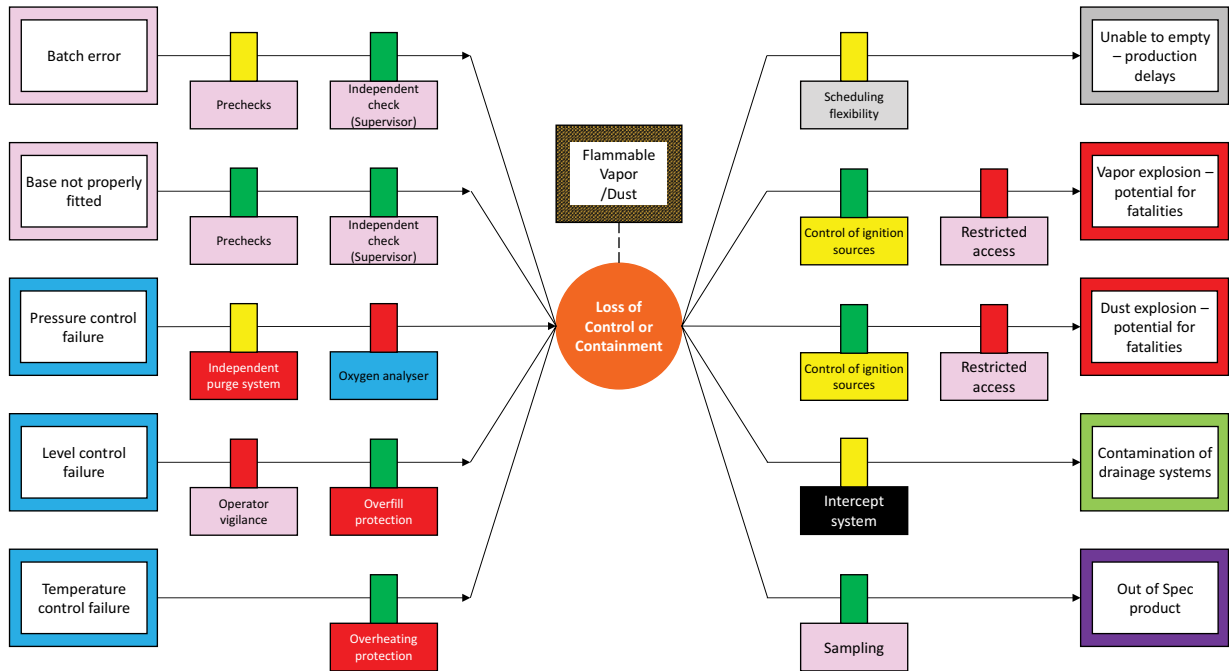 Batch error
Prechecks
Independent
check
(Supervisor)
Base not properly
fitted
Prechecks
Independent
check
(Supervisor)
Pressure control
failure
Independent
purge system
Oxygen analyser
Level control
failure
Operator
vigilance
Overfill
protection
Temperature
control failure
Overheating
protection
Flammable
Vapor
/Dust
Loss of
Control or
Containment
Scheduling
flexibility
Unable to empty
– production
delays
Control of ignition
sources
Restricted
access
Vapor explosion –
potential for
fatalities
Control of ignition
sources
Restricted
access
Dust explosion –
potential for
fatalities
Intercept
system
Contamination of
drainage systems
Sampling
Out of Spec
product